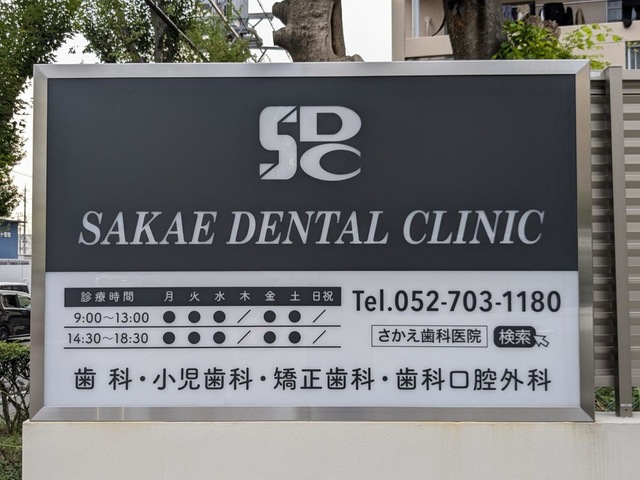 SDC
SAKAE DENTAL CLINIC
診療時間 月 火 水 木 金 土 日祝
9:00～13:00 ● ● ● ／ ● ● ／
14:30～18:30 ● ● ● ／ ● ● ／
Tel.052-703-1180
さかえ歯科医院 検索
歯科・小児歯科・矯正歯科・歯科口腔外科